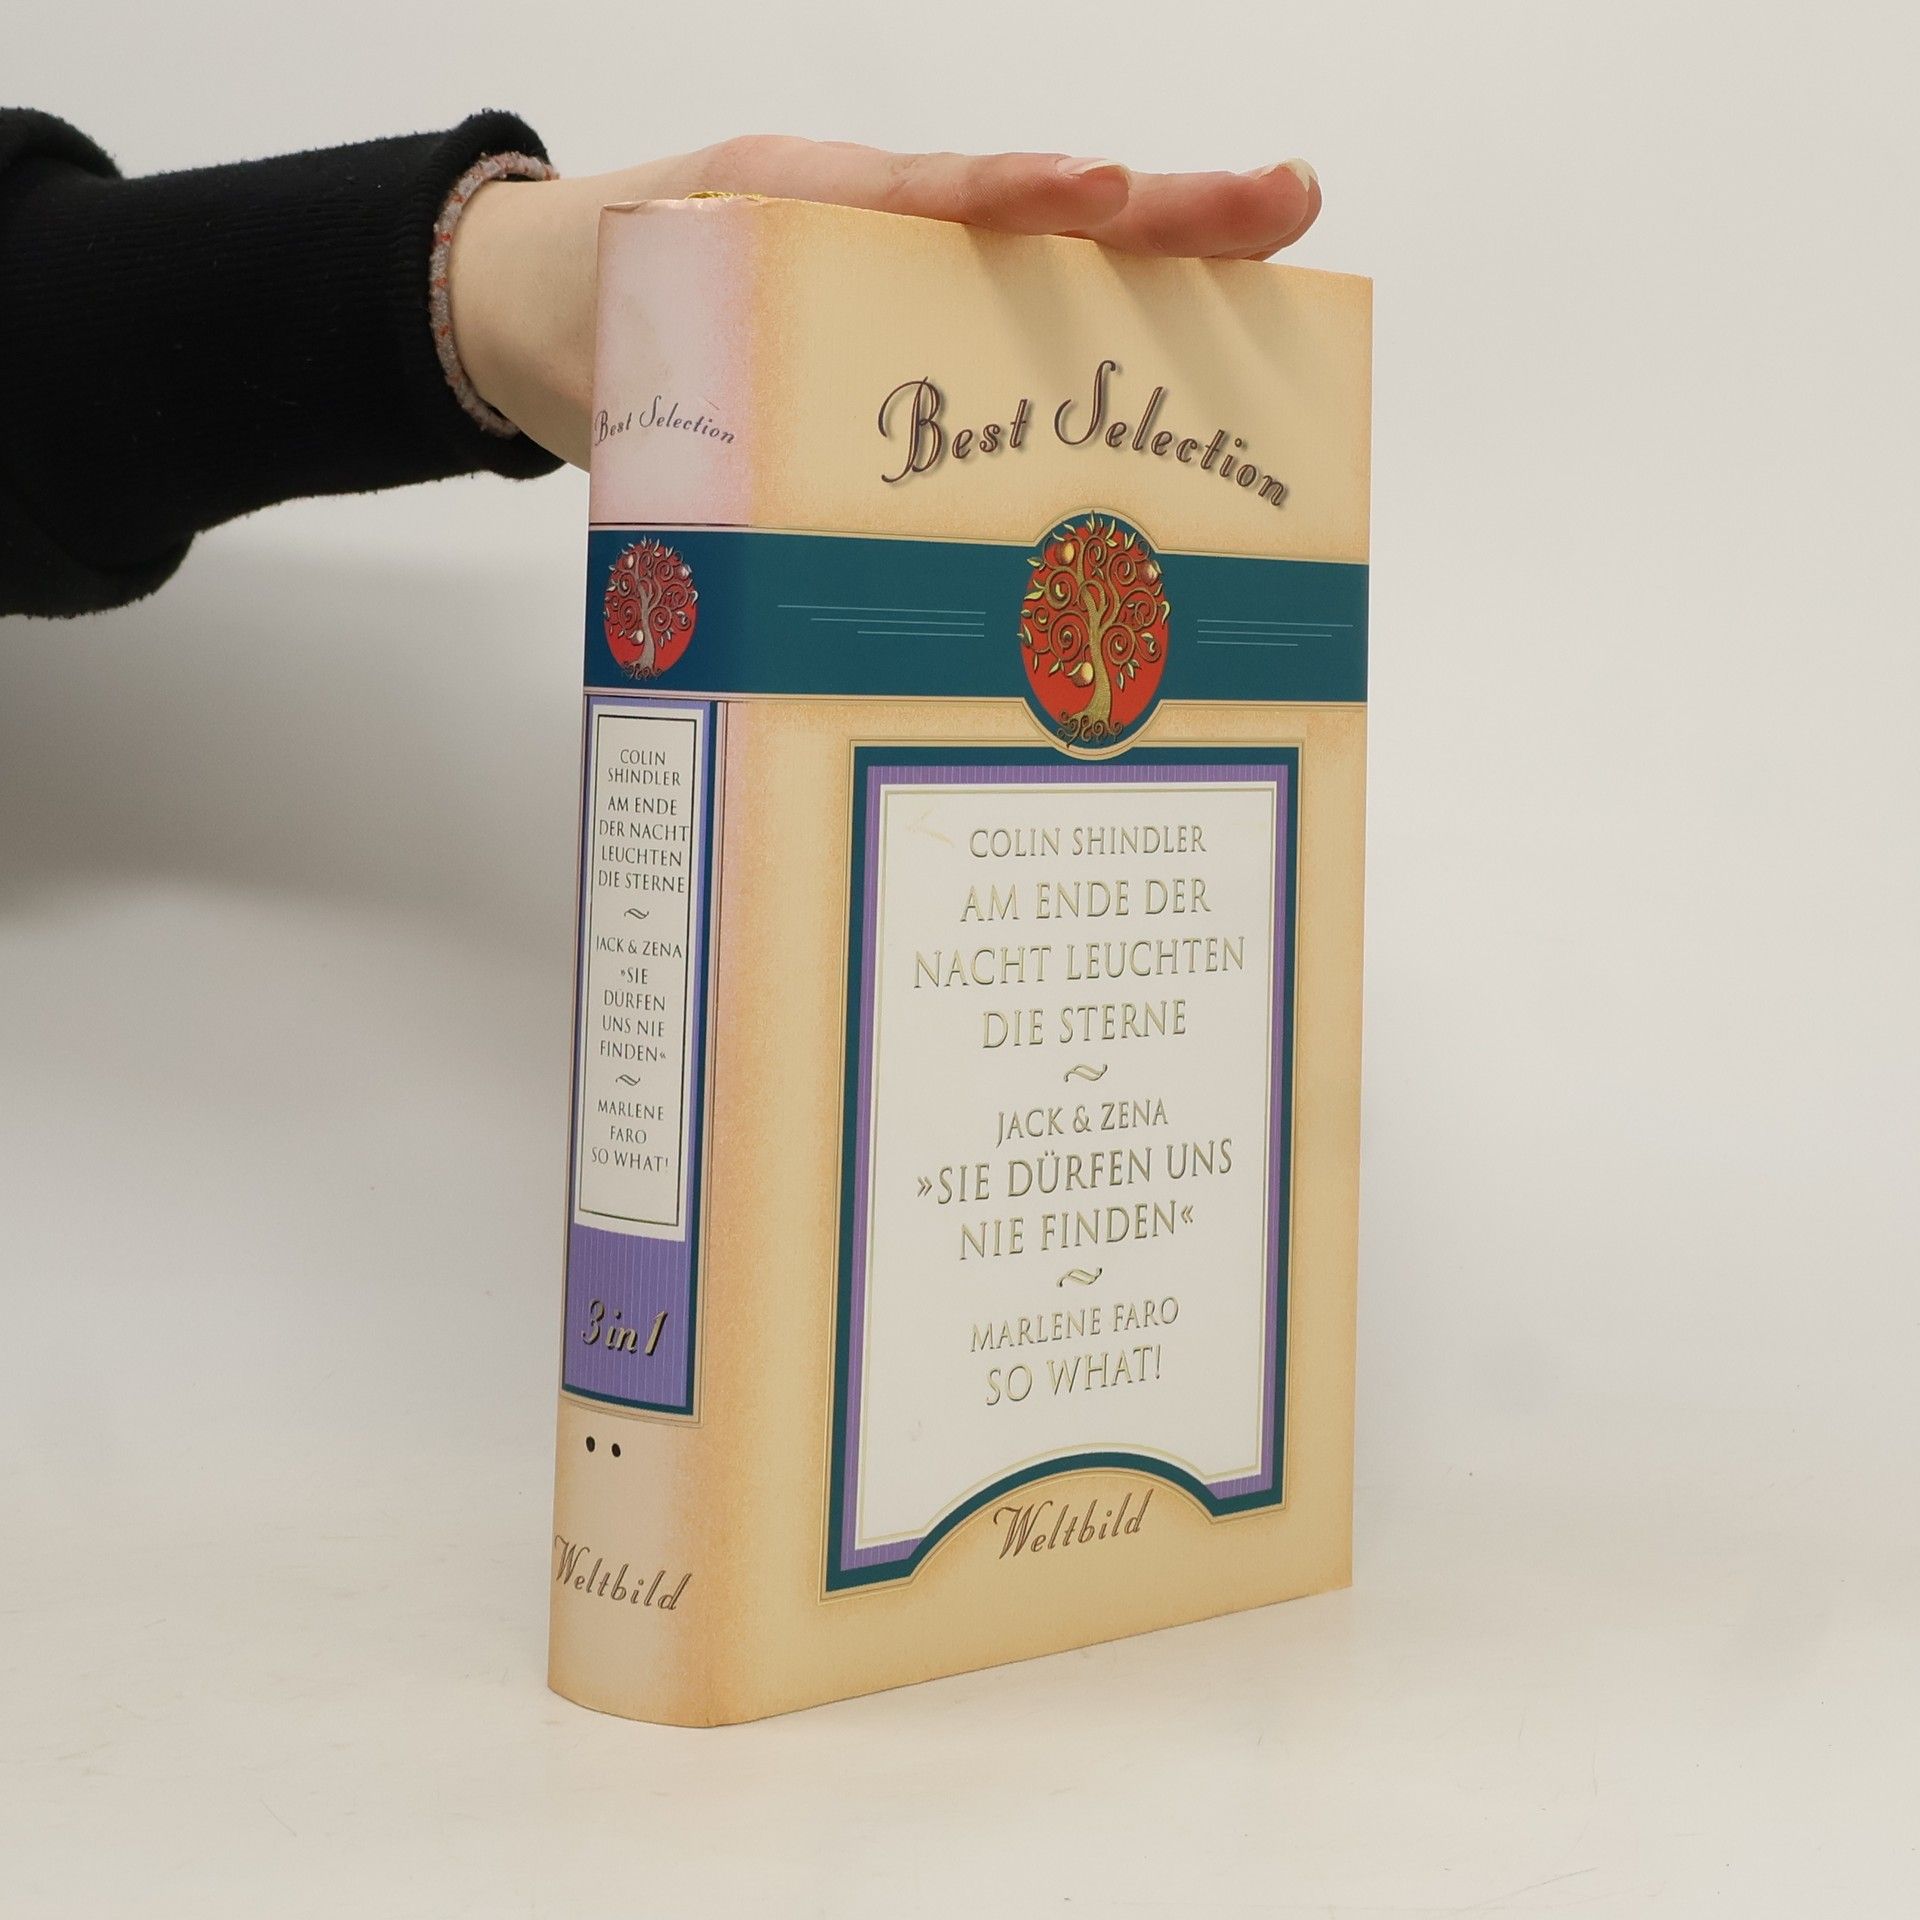 Best Selection
COLIN
SHINDLER
AM ENDE
DER NACHT
LEUCHTEN
DIE STERNE
JACK & ZENA
»SIE
DÜRFEN
UNS NIE
FINDEN«
MARLENE
FARO
SO WHAT!
3 in 1
Weltbild
Best Selection
COLIN SHINDLER
AM ENDE DER
NACHT LEUCHTEN
DIE STERNE
JACK & ZENA
»SIE DÜRFEN UNS
NIE FINDEN«
MARLENE FARO
SO WHAT!
Weltbild